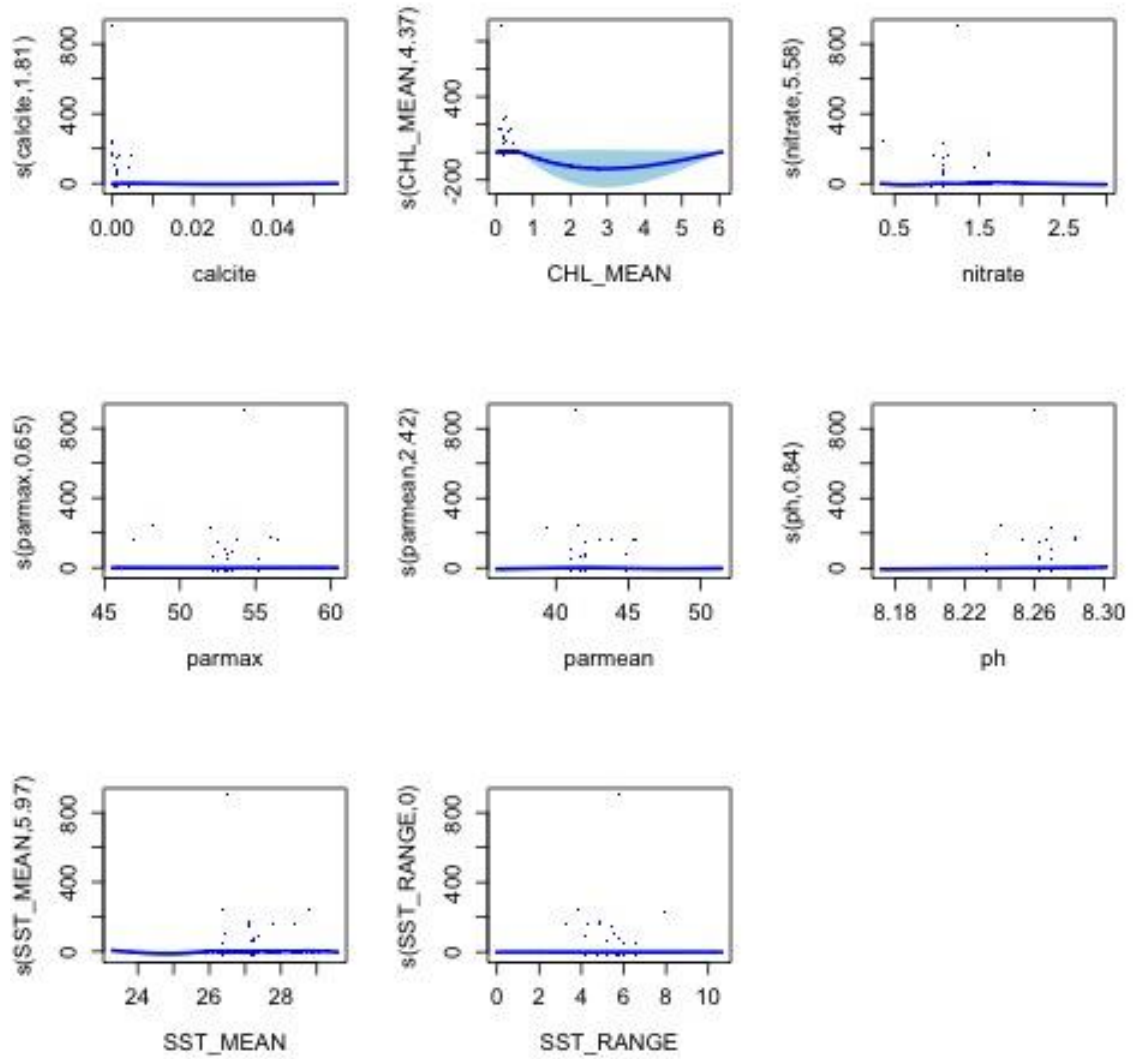 s(calcite,1.81)
800
400
0
0.00 0.02 0.04
calcite
s(CHL_MEAN,4.37)
400
-200
0 1 2 3 4 5 6
CHL_MEAN
s(nitrate,5.58)
800
400
0
0.5 1.5 2.5
nitrate
s(parmax,0.65)
800
400
0
45 50 55 60
parmax
s(parmean,2.42)
800
400
0
40 45 50
parmean
s(ph,0.84)
800
400
0
8.18 8.22 8.26 8.30
ph
s(SST_MEAN,5.97)
800
400
0
24 26 28
SST_MEAN
s(SST_RANGE,0)
800
400
0
0 2 4 6 8 10
SST_RANGE